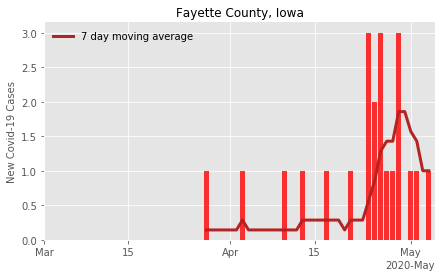 Fayette County, Iowa
7 day moving average
New Covid-19 Cases
3.0
2.5
2.0
1.5
1.0
0.5
0.0
Mar 15 Apr 15 May
2020-May